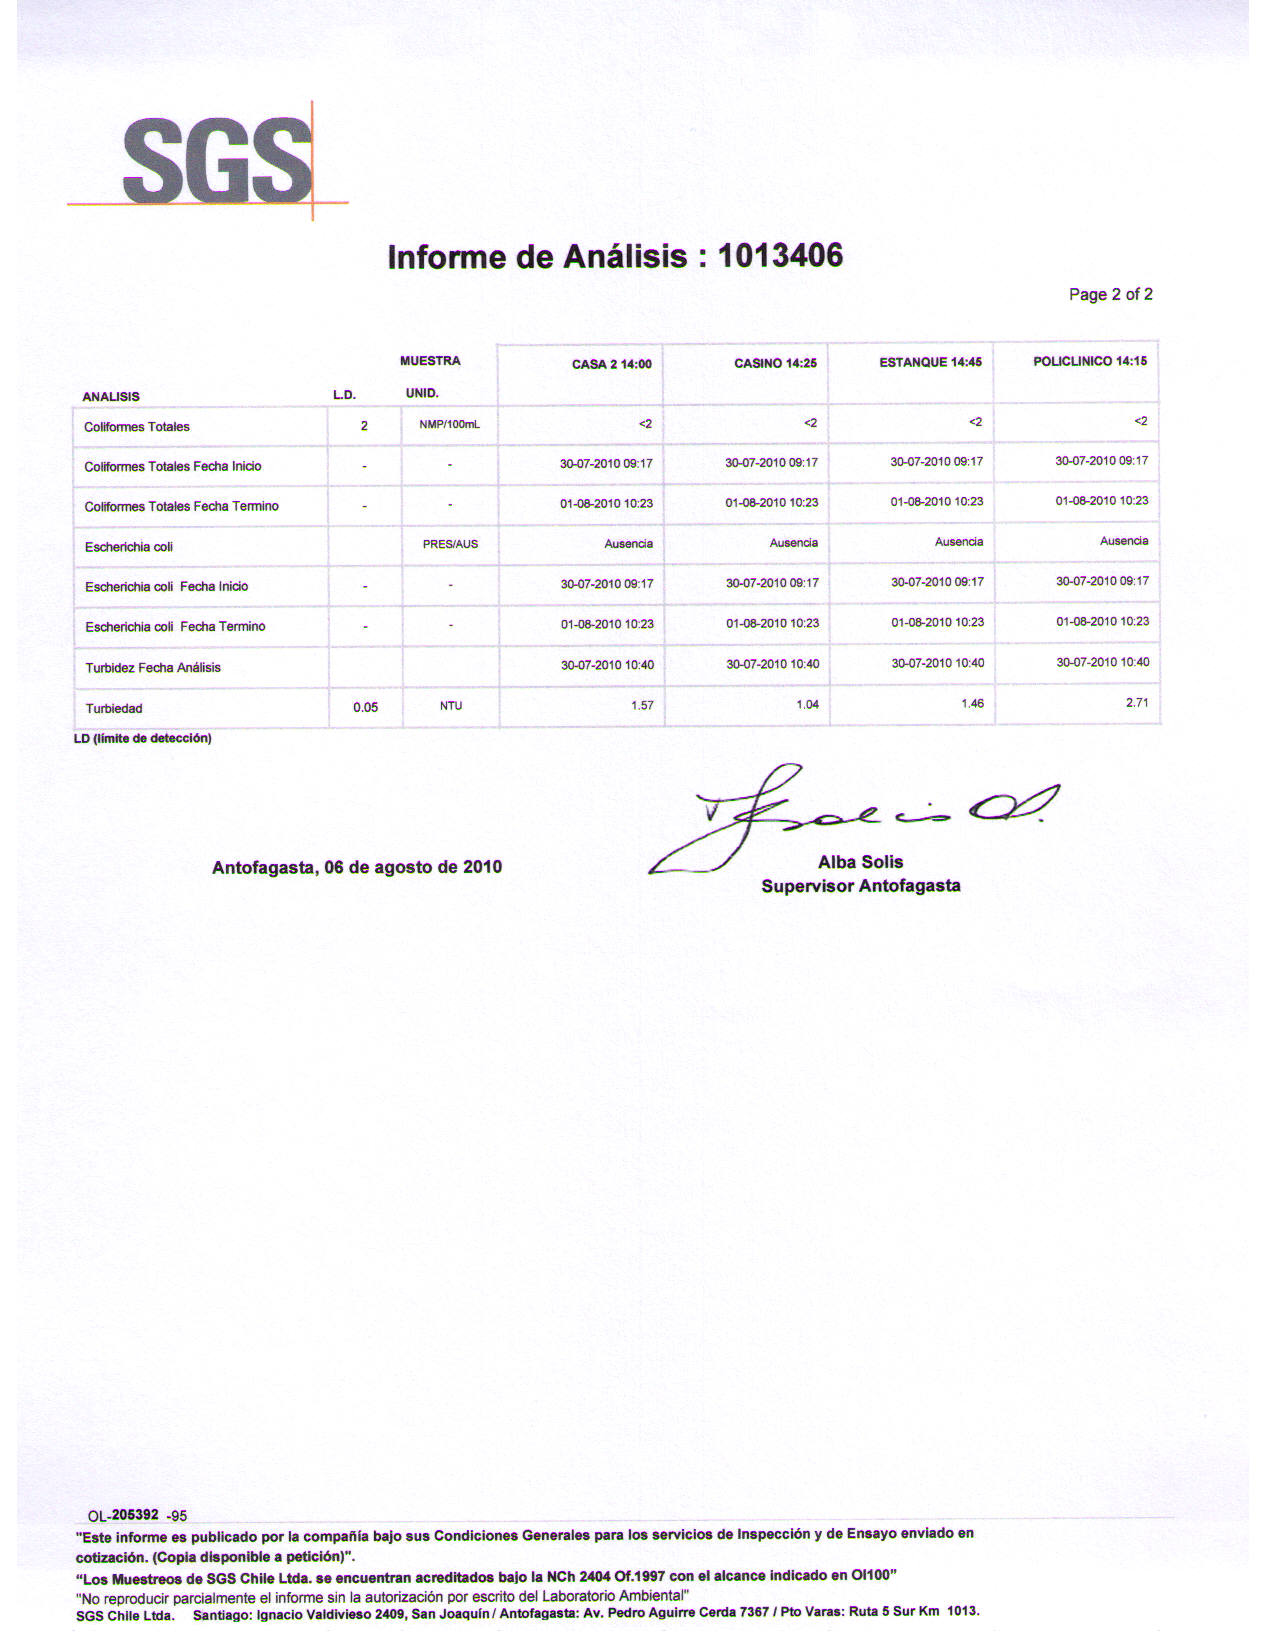 SGS
Informe de Análisis : 1013406
Page 2 of 2
MUESTRA CASA 2 14:00 CASINO 14:25 ESTANQUE 14:45 POLICLINICO 14:15
ANALISIS L.D. UNID.
Coliformes Totales 2 NMP/100mL <2 <2 <2 <2
Coliformes Totales Fecha Inicio - - 30-07-2010 09:17 30-07-2010 09:17 30-07-2010 09:17 30-07-2010 09:17
Coliformes Totales Fecha Termino - - 01-08-2010 10:23 01-08-2010 10:23 01-08-2010 10:23 01-08-2010 10:23
Escherichia coli PRES/AUS Ausencia Ausencia Ausencia Ausencia
Escherichia coli Fecha Inicio - - 30-07-2010 09:17 30-07-2010 09:17 30-07-2010 09:17 30-07-2010 09:17
Escherichia coli Fecha Termino - - 01-08-2010 10:23 01-08-2010 10:23 01-08-2010 10:23 01-08-2010 10:23
Turbidez Fecha Análisis 30-07-2010 10:40 30-07-2010 10:40 30-07-2010 10:40 30-07-2010 10:40
Turbiedad 0.05 NTU 1.57 1.04 1.46 2.71
LD (límite de detección)
Antofagasta, 06 de agosto de 2010
Alba Solis
Supervisor Antofagasta
OL-205392 -95
"Este informe es publicado por la compañía bajo sus Condiciones Generales para los servicios de Inspección y de Ensayo enviado en
cotización. (Copia disponible a petición)".
"Los Muestreos de SGS Chile Ltda. se encuentran acreditados bajo la NCh 2404 Of.1997 con el alcance indicado en OI100"
"No reproducir parcialmente el informe sin la autorización por escrito del Laboratorio Ambiental"
SGS Chile Ltda. Santiago: Ignacio Valdivieso 2409, San Joaquín / Antofagasta: Av. Pedro Aguirre Cerda 7367 / Pto Varas: Ruta 5 Sur Km 1013.